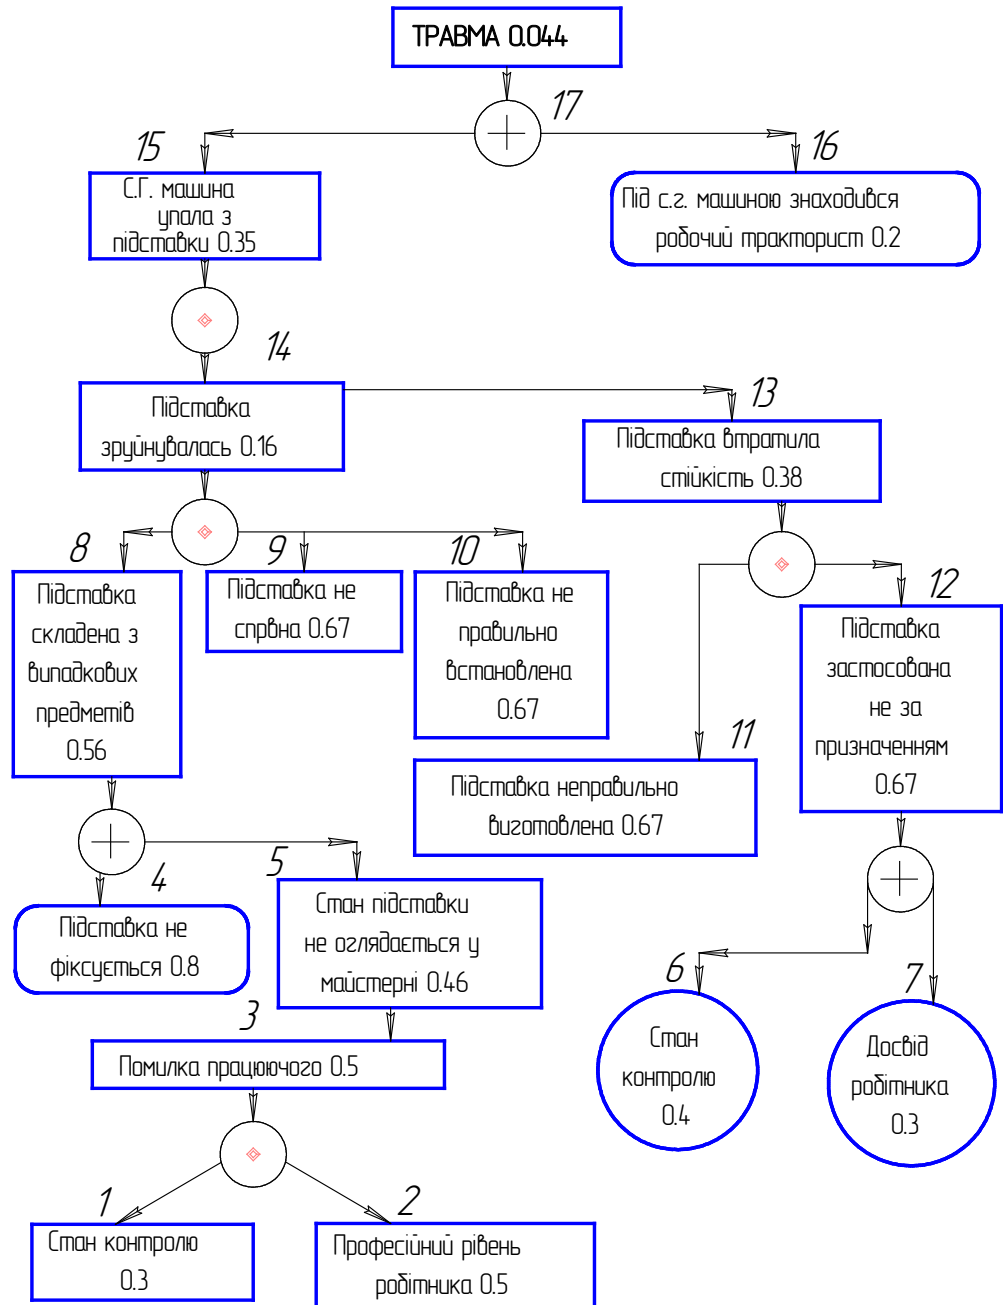 ТРАВМА 0.044
17
15
16
С.Г. машина
упала з
підставки 0.35
Під с.г. машиною знаходився
робочий тракторист 0.2
14
13
Підставка
зруйнувалась 0.16
Підставка втратила
стійкість 0.38
8
9
10
12
Підставка
складена з
випадкових
предметів
0.56
Підставка не
спрвна 0.67
Підставка не
правильно
встановлена
0.67
Підставка
застосована
не за
призначенням
0.67
11
Підставка неправильно
виготовлена 0.67
4
5
Підставка не
фіксується 0.8
Стан підставки
не оглядається у
майстерні 0.46
6
7
3
Помилка працюючого 0.5
Стан
контролю
0.4
Досвід
робітника
0.3
1
2
Стан контролю
0.3
Професійний рівень
робітника 0.5